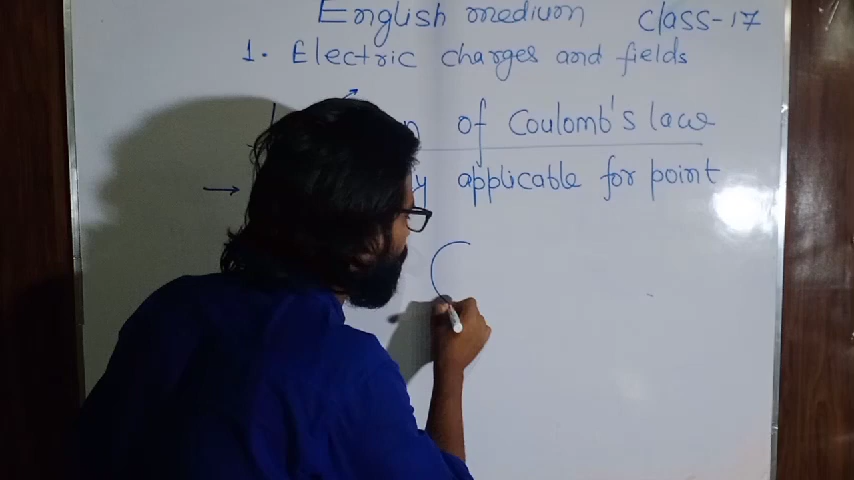 English medium class-17
1. Electric charges and fields
of Coulomb's law
applicable for point